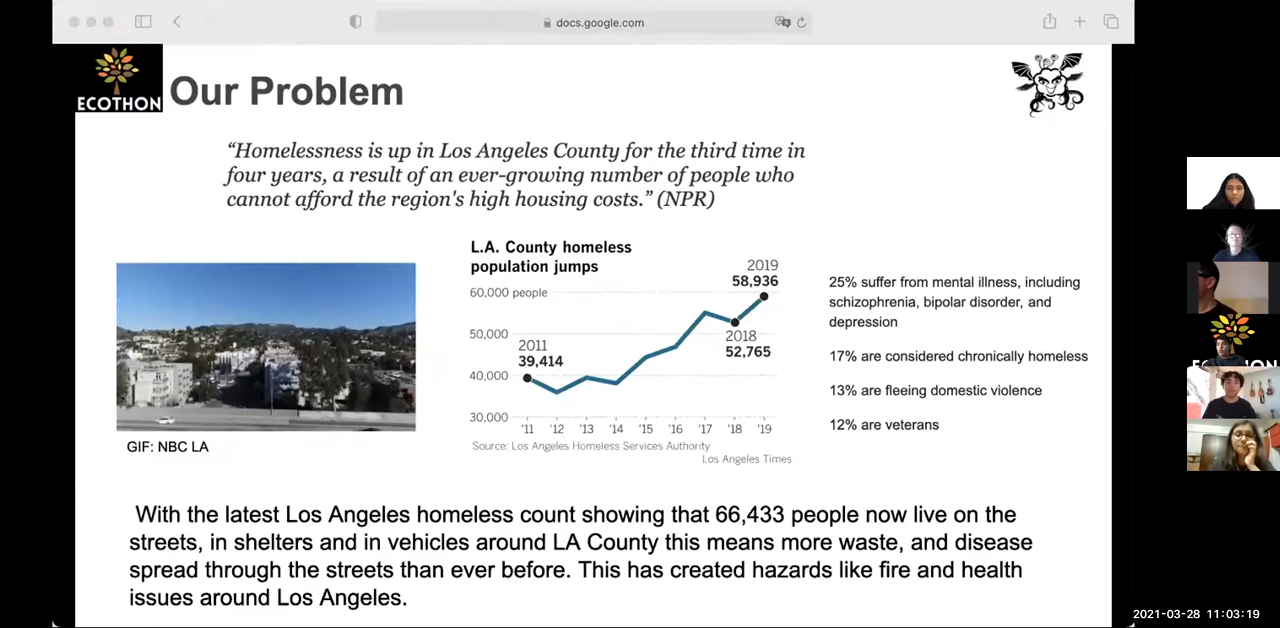 docs.google.com
ECOTHON
Our Problem
“Homelessness is up in Los Angeles County for the third time in
four years, a result of an ever-growing number of people who
cannot afford the region's high housing costs.” (NPR)
GIF: NBC LA
L.A. County homeless
population jumps
60,000 people
50,000
40,000
30,000
2011
39,414
2018
52,765
2019
58,936
'11 '12 '13 '14 '15 '16 '17 '18 '19
Source: Los Angeles Homeless Services Authority
Los Angeles Times
25% suffer from mental illness, including
schizophrenia, bipolar disorder, and
depression
17% are considered chronically homeless
13% are fleeing domestic violence
12% are veterans
With the latest Los Angeles homeless count showing that 66,433 people now live on the
streets, in shelters and in vehicles around LA County this means more waste, and disease
spread through the streets than ever before. This has created hazards like fire and health
issues around Los Angeles.
2021-03-28 11:03:19